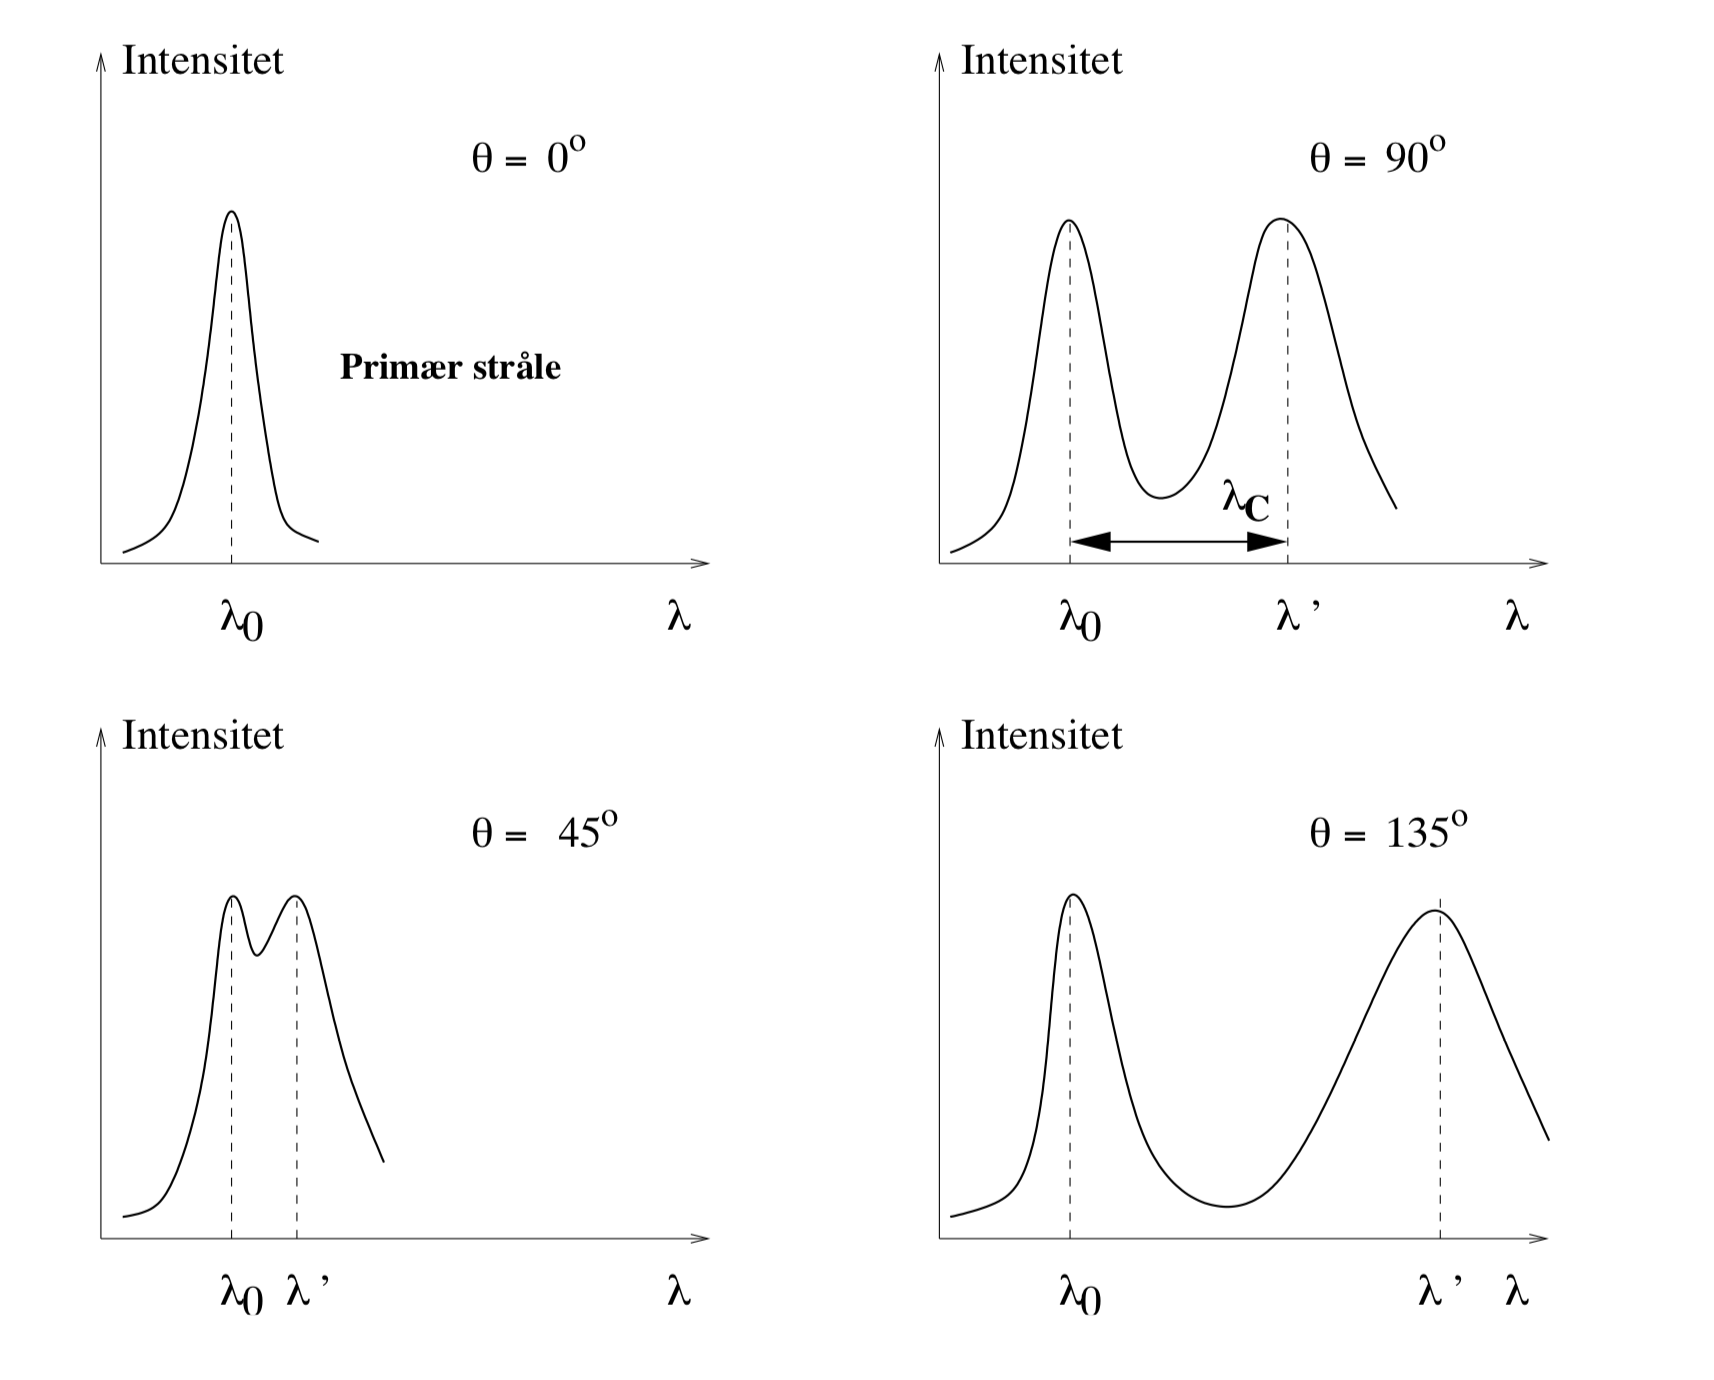 Intensitet
θ = 0°
Primær stråle
λ0 λ
Intensitet
θ = 90°
λC
λ0 λ’ λ
Intensitet
θ = 45°
λ0 λ’ λ
Intensitet
θ = 135°
λ0 λ’ λ